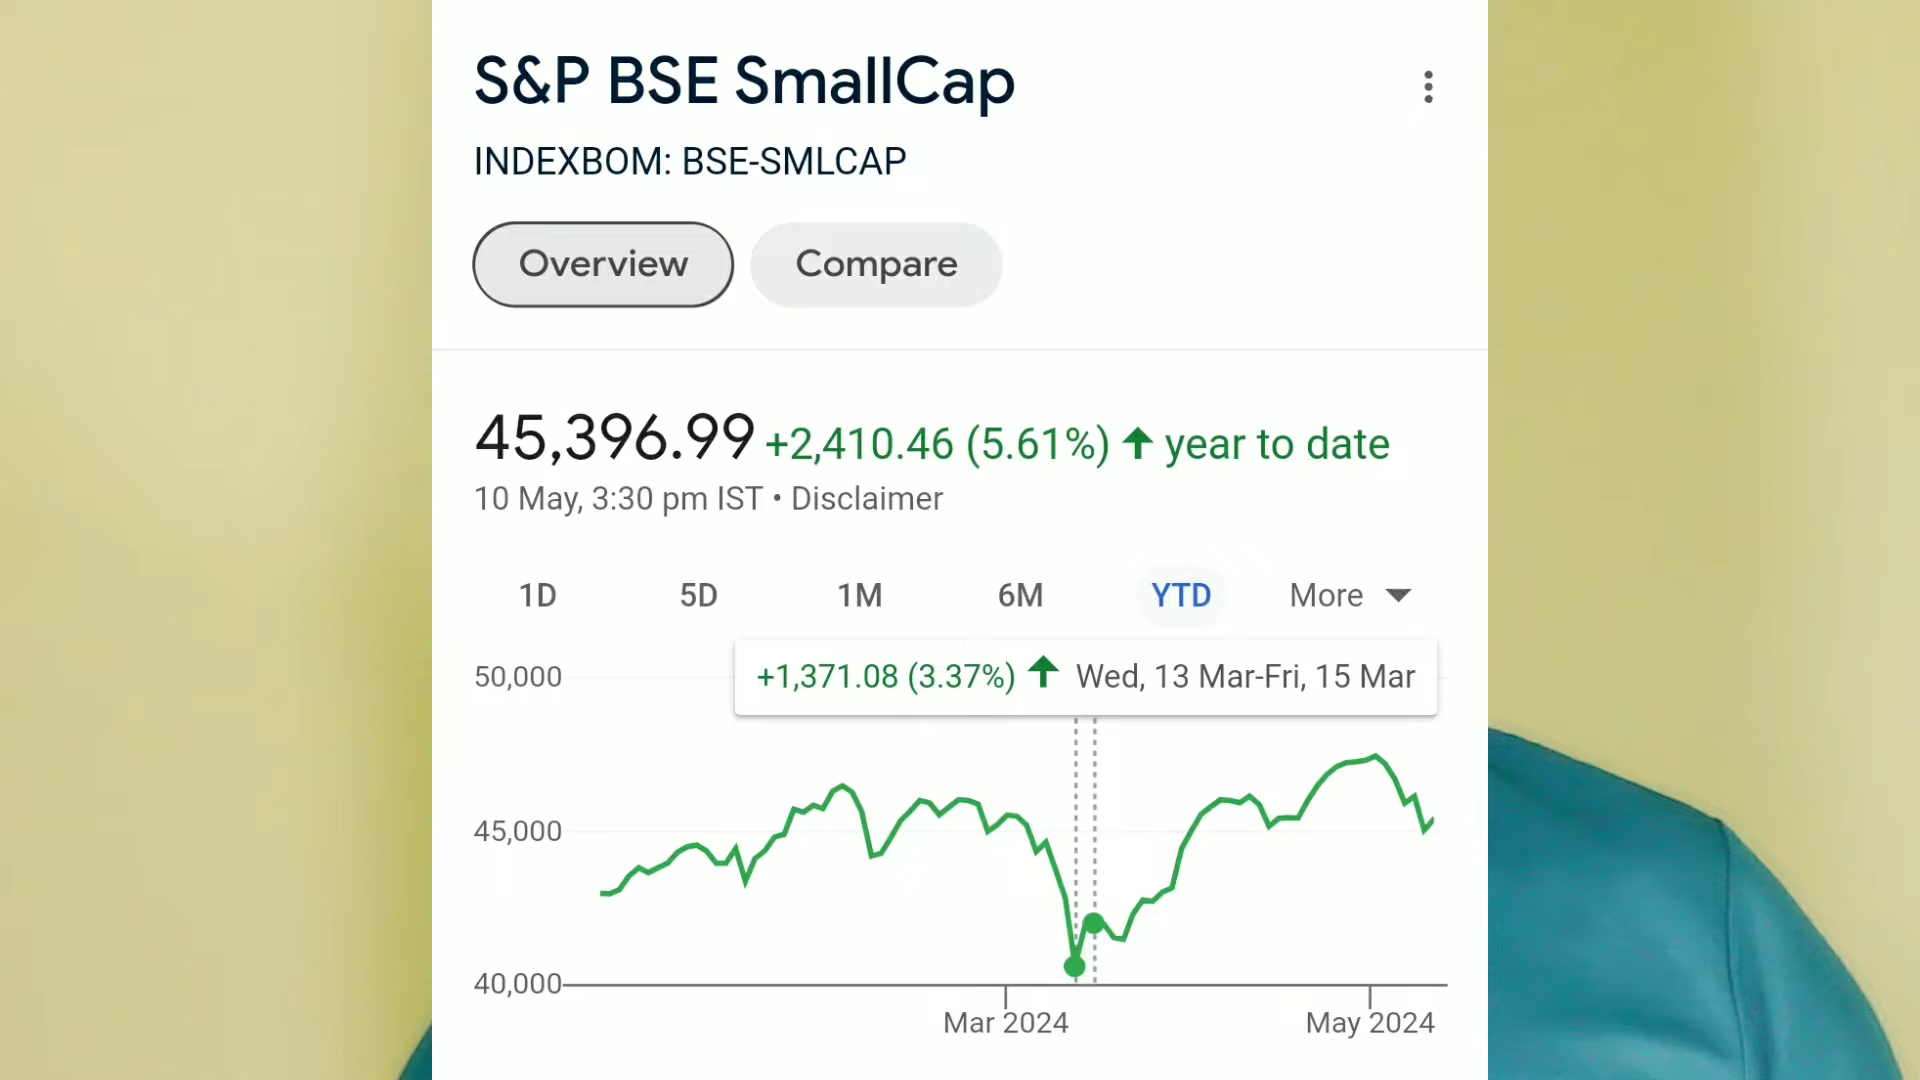 S&P BSE SmallCap
INDEXBOM: BSE-SMLCAP
Overview Compare
45,396.99 +2,410.46 (5.61%) ↑ year to date
10 May, 3:30 pm IST • Disclaimer
1D 5D 1M 6M YTD More
50,000 +1,371.08 (3.37%) ↑ Wed, 13 Mar-Fri, 15 Mar
45,000
40,000
Mar 2024 May 2024